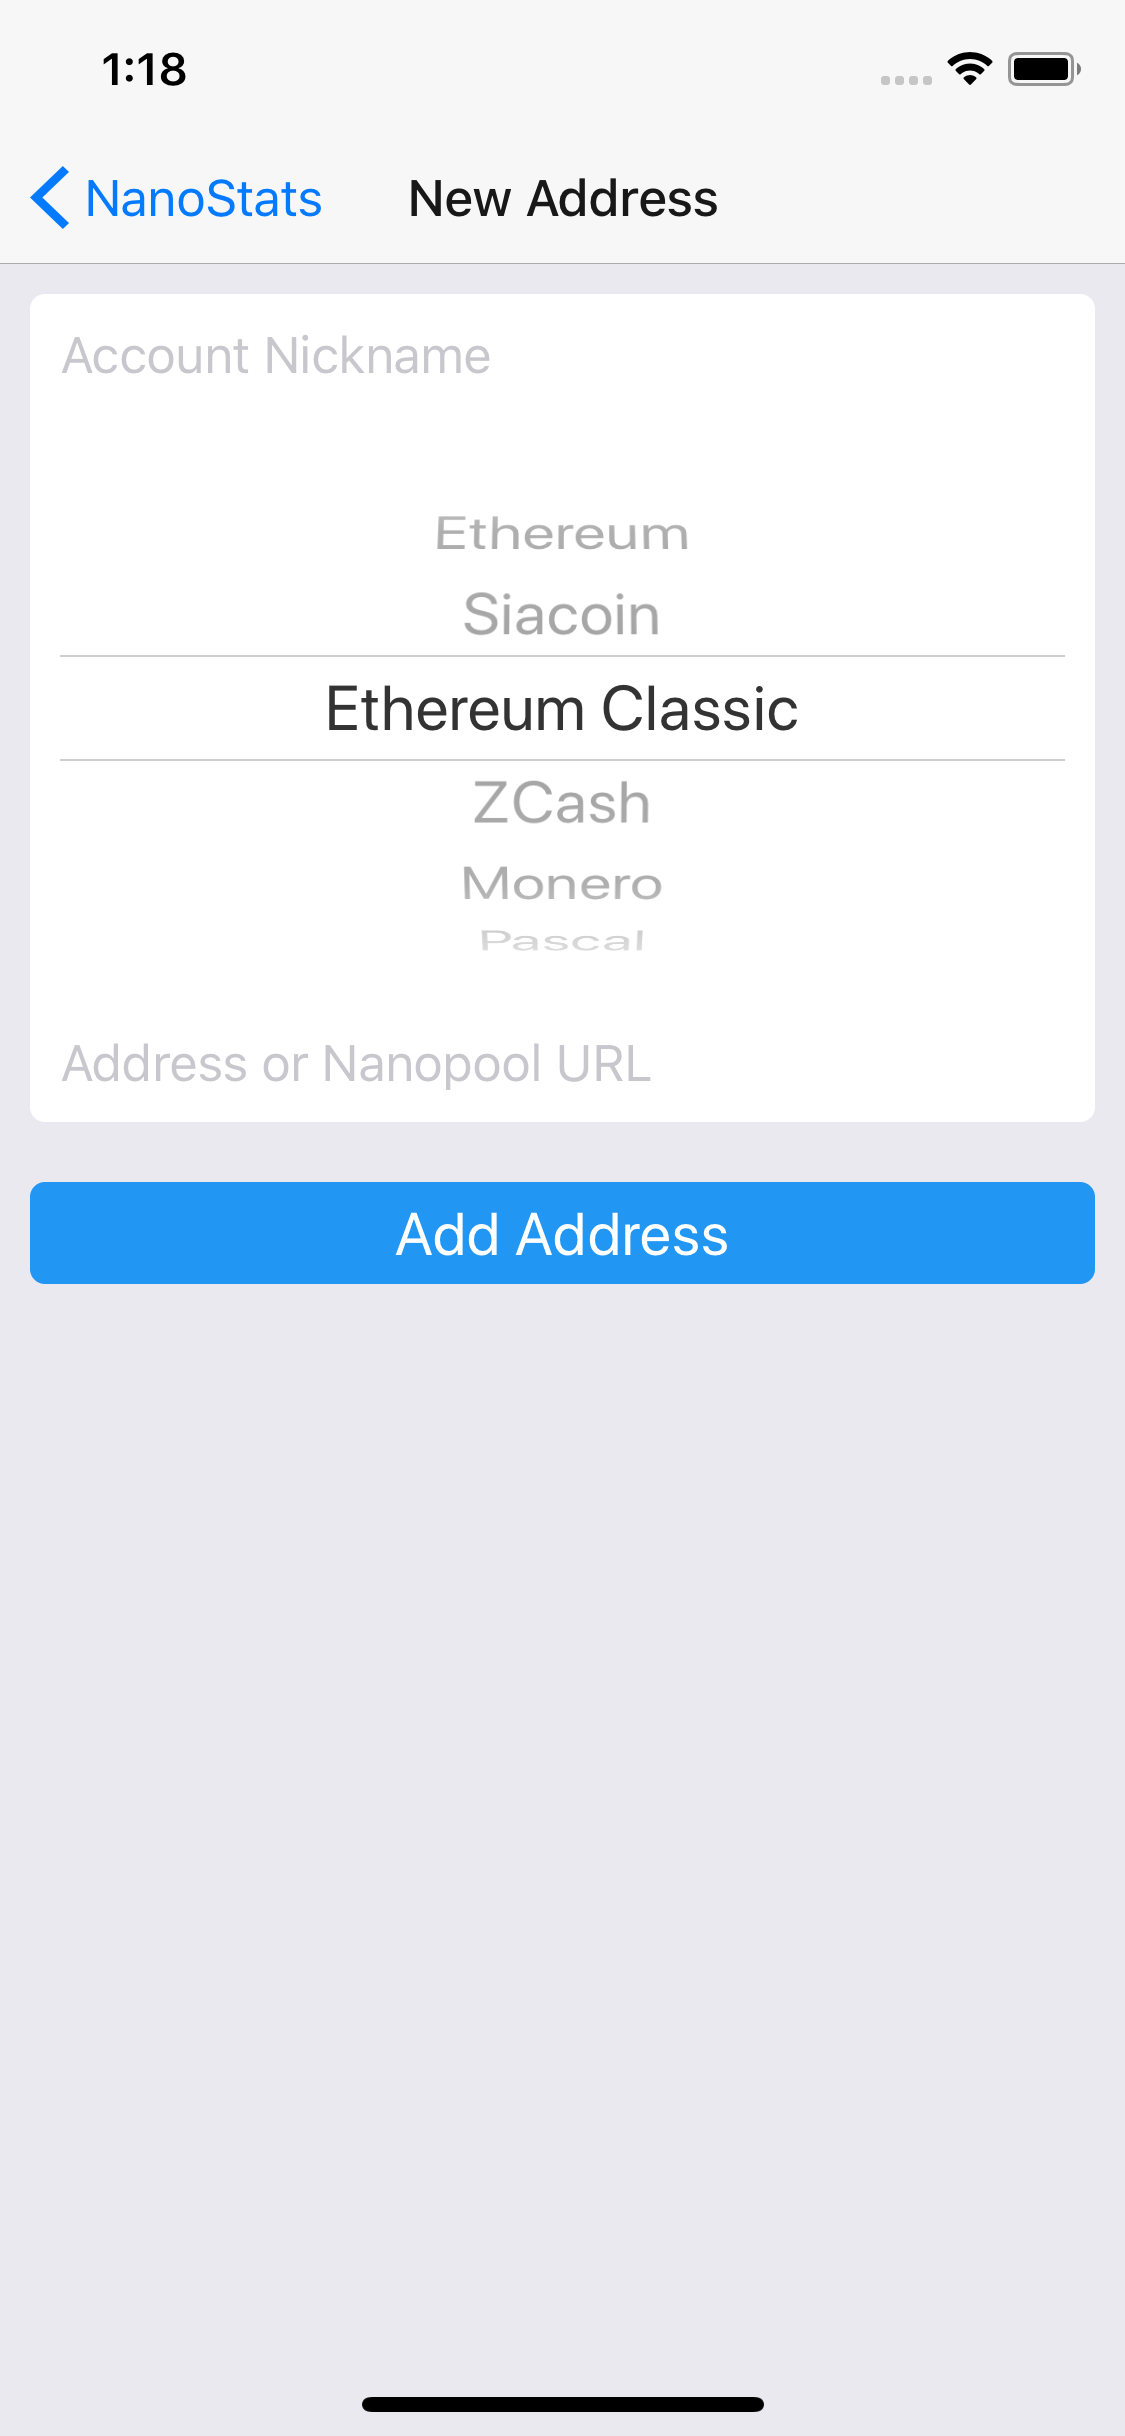 1:18
NanoStats
New Address
Account Nickname
Ethereum
Siacoin
Ethereum Classic
ZCash
Monero
Pascal
Address or Nanopool URL
Add Address